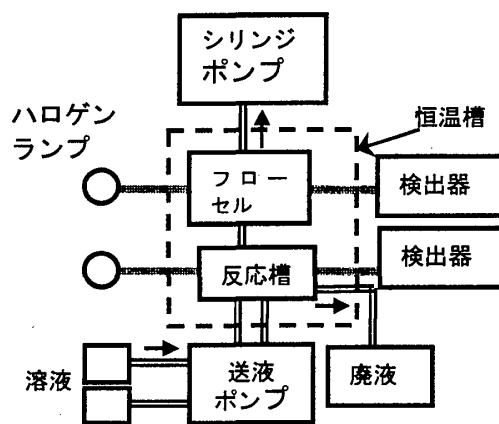 シリンジ
ポンプ
ハロゲン
ランプ
恒温槽
フロー
セル
検出器
検出器
反応槽
溶液
送液
ポンプ
廃液